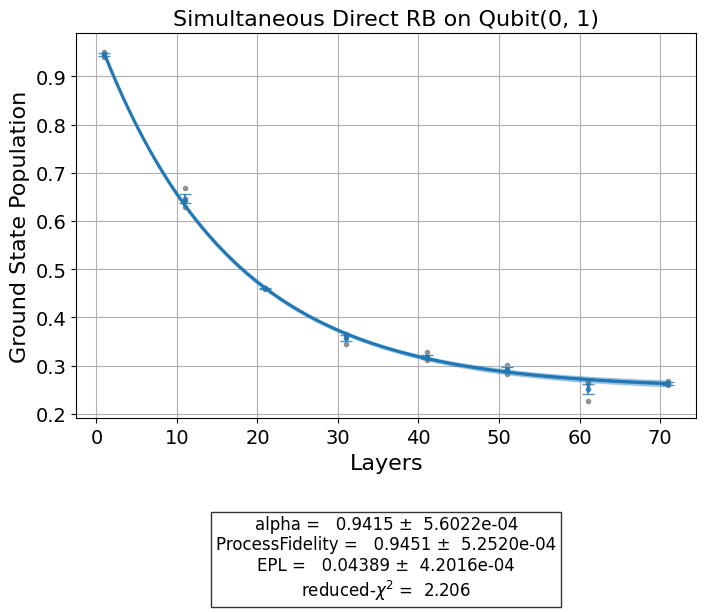 Simultaneous Direct RB on Qubit(0, 1)
Ground State Population
0.9
0.8
0.7
0.6
0.5
0.4
0.3
0.2
0 10 20 30 40 50 60 70
Layers
alpha = 0.9415 ± 5.6022e-04
ProcessFidelity = 0.9451 ± 5.2520e-04
EPL = 0.04389 ± 4.2016e-04
reduced-χ² = 2.206